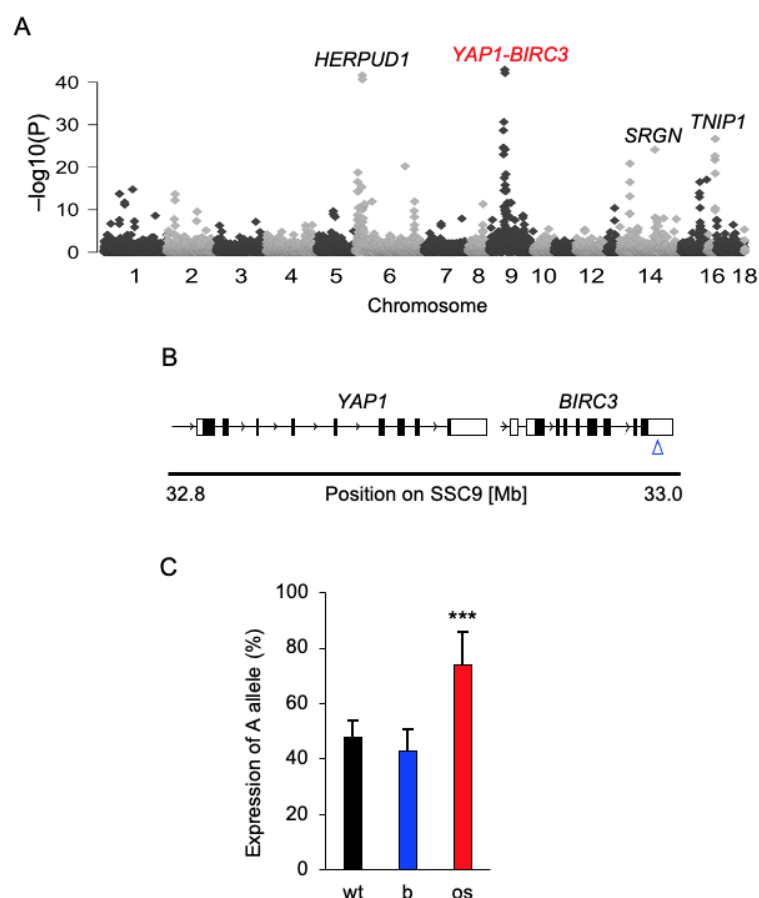 A
HERPUD1
YAP1-BIRC3
SRGN
TNIP1
–log10(P)
40
30
20
10
0
1 2 3 4 5 6 7 8 9 10 12 14 16 18
Chromosome
B
YAP1
BIRC3
32.8 Position on SSC9 [Mb] 33.0
C
Expression of A allele (%)
100
80
60
40
20
0
***
wt b os